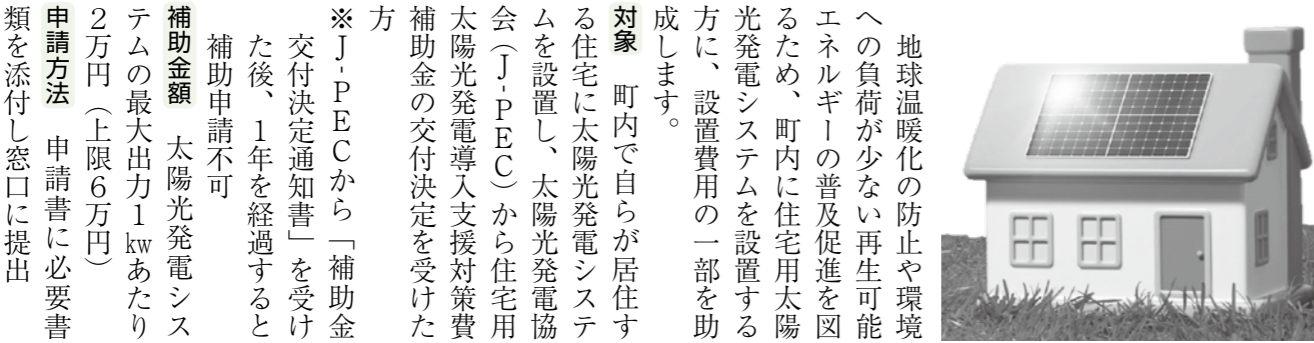 地球温暖化の防止や環境
への負荷が少ない再生可能
エネルギーの普及促進を図
るため、町内に住宅用太陽
光発電システムを設置する
方に、設置費用の一部を助
成します。
対象　町内で自らが居住す
る住宅に太陽光発電システ
ムを設置し、太陽光発電協
会（J-PEC）から住宅用
太陽光発電導入支援対策費
補助金の交付決定を受けた
方
※J-PECから「補助金
交付決定通知書」を受け
た後、1年を経過すると
補助申請不可
補助金額　太陽光発電シス
テムの最大出力1kwあたり
2万円（上限6万円）
申請方法　申請書に必要書
類を添付し窓口に提出